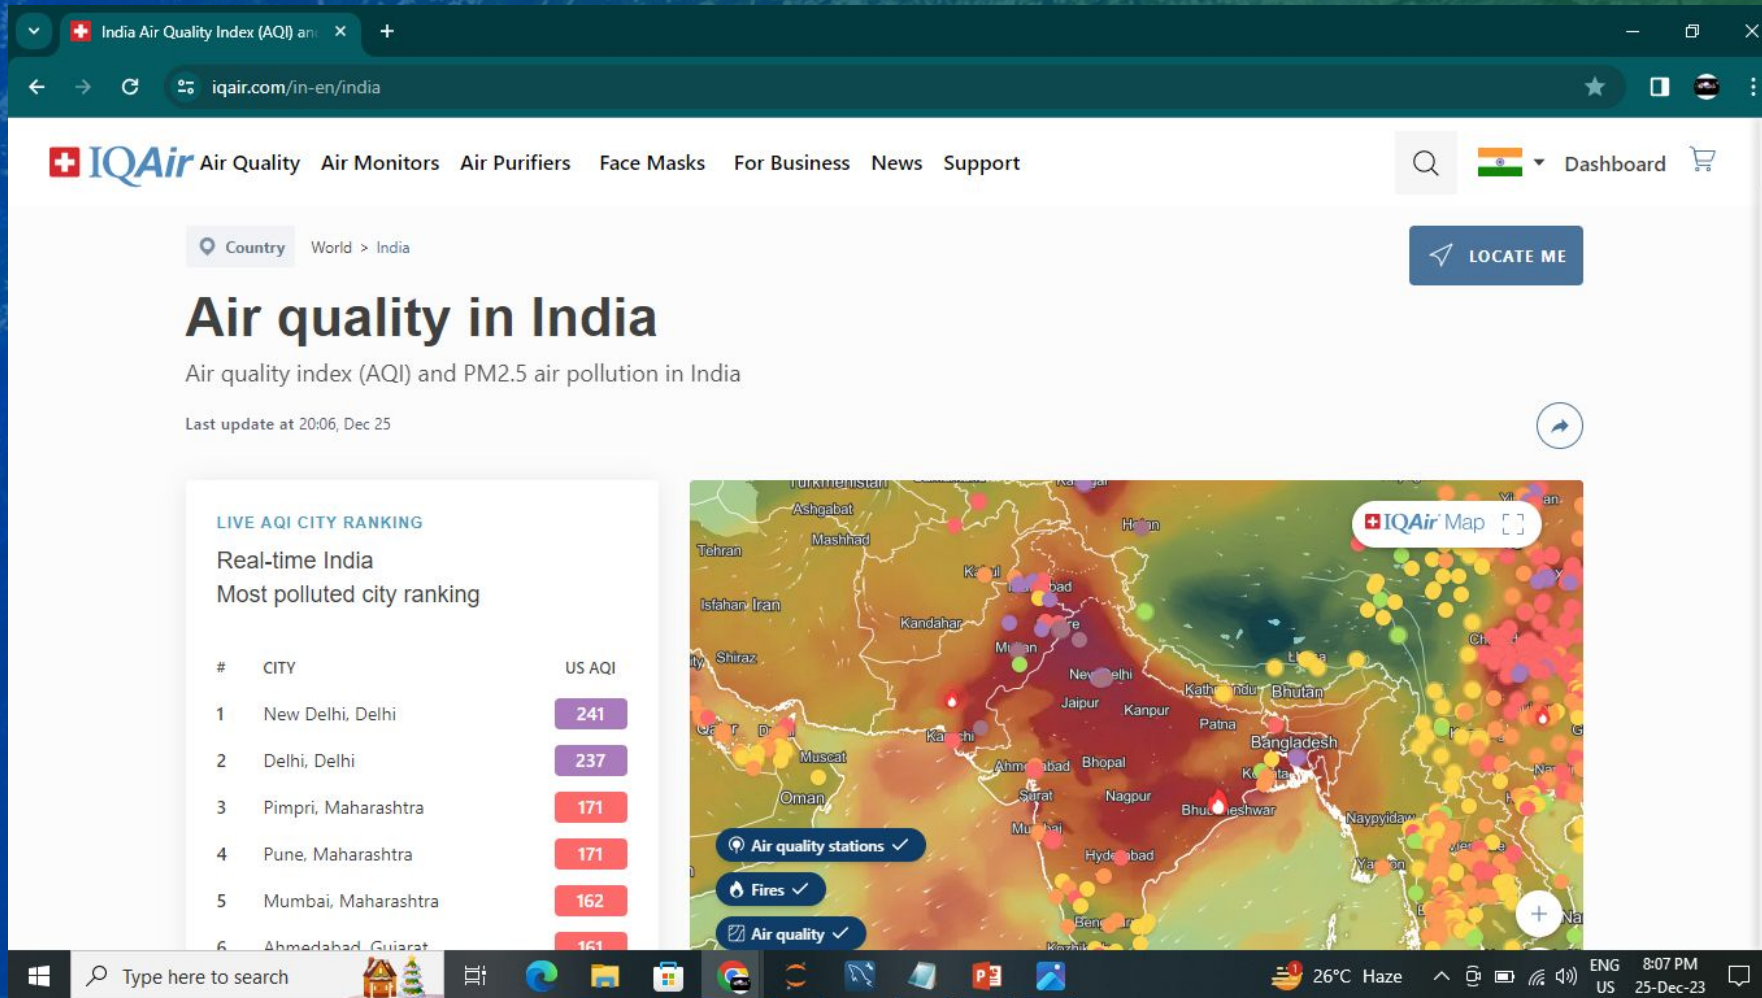 India Air Quality Index (AQI) an
iqair.com/in-en/india
IQAir Air Quality Air Monitors Air Purifiers Face Masks For Business News Support Dashboard
Country World > India
LOCATE ME
Air quality in India
Air quality index (AQI) and PM2.5 air pollution in India
Last update at 20:06, Dec 25
LIVE AQI CITY RANKING
Real-time India
Most polluted city ranking
# CITY US AQI
1 New Delhi, Delhi 241
2 Delhi, Delhi 237
3 Pimpri, Maharashtra 171
4 Pune, Maharashtra 171
5 Mumbai, Maharashtra 162
6 Ahmedabad, Gujarat 161
IQAir Map
Turkmenistan
Ashgabat
Mashhad
Tehran
Isfahan Iran
Kandahar
Shiraz
Jaipur
Kanpur
Patna
Bhutan
Bangladesh
Muscat
Oman
Bhopal
Surat
Nagpur
Naypyidaw
Air quality stations
Fires
Air quality
Type here to search
26°C Haze
ENG
US
8:07 PM
25-Dec-23